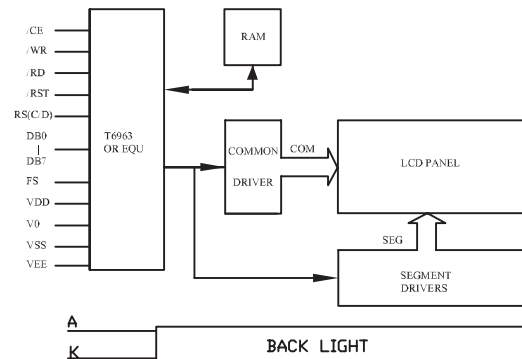 /CE
/WR
/RD
/RST
RS(C/D)
DB0
DB7
FS
VDD
V0
VSS
VEE
T6963
OR EQU
RAM
COMMON
DRIVER
COM
LCD PANEL
SEG
SEGMENT
DRIVERS
A
K
BACK LIGHT